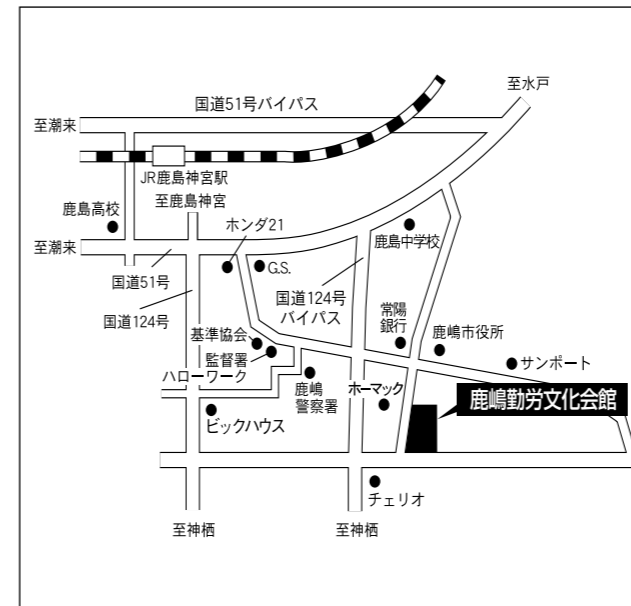 至水戸
国道51号バイパス
至潮来
JR鹿島神宮駅
至鹿島神宮
鹿島高校
ホンダ21
鹿島中学校
至潮来
G.S.
国道51号
国道124号
バイパス
国道124号
常陽
銀行
基準協会
鹿嶋市役所
監督署
サンポート
ハローワーク
鹿嶋
警察署
ホーマック
鹿嶋勤労文化会館
ビックハウス
チェリオ
至神栖
至神栖